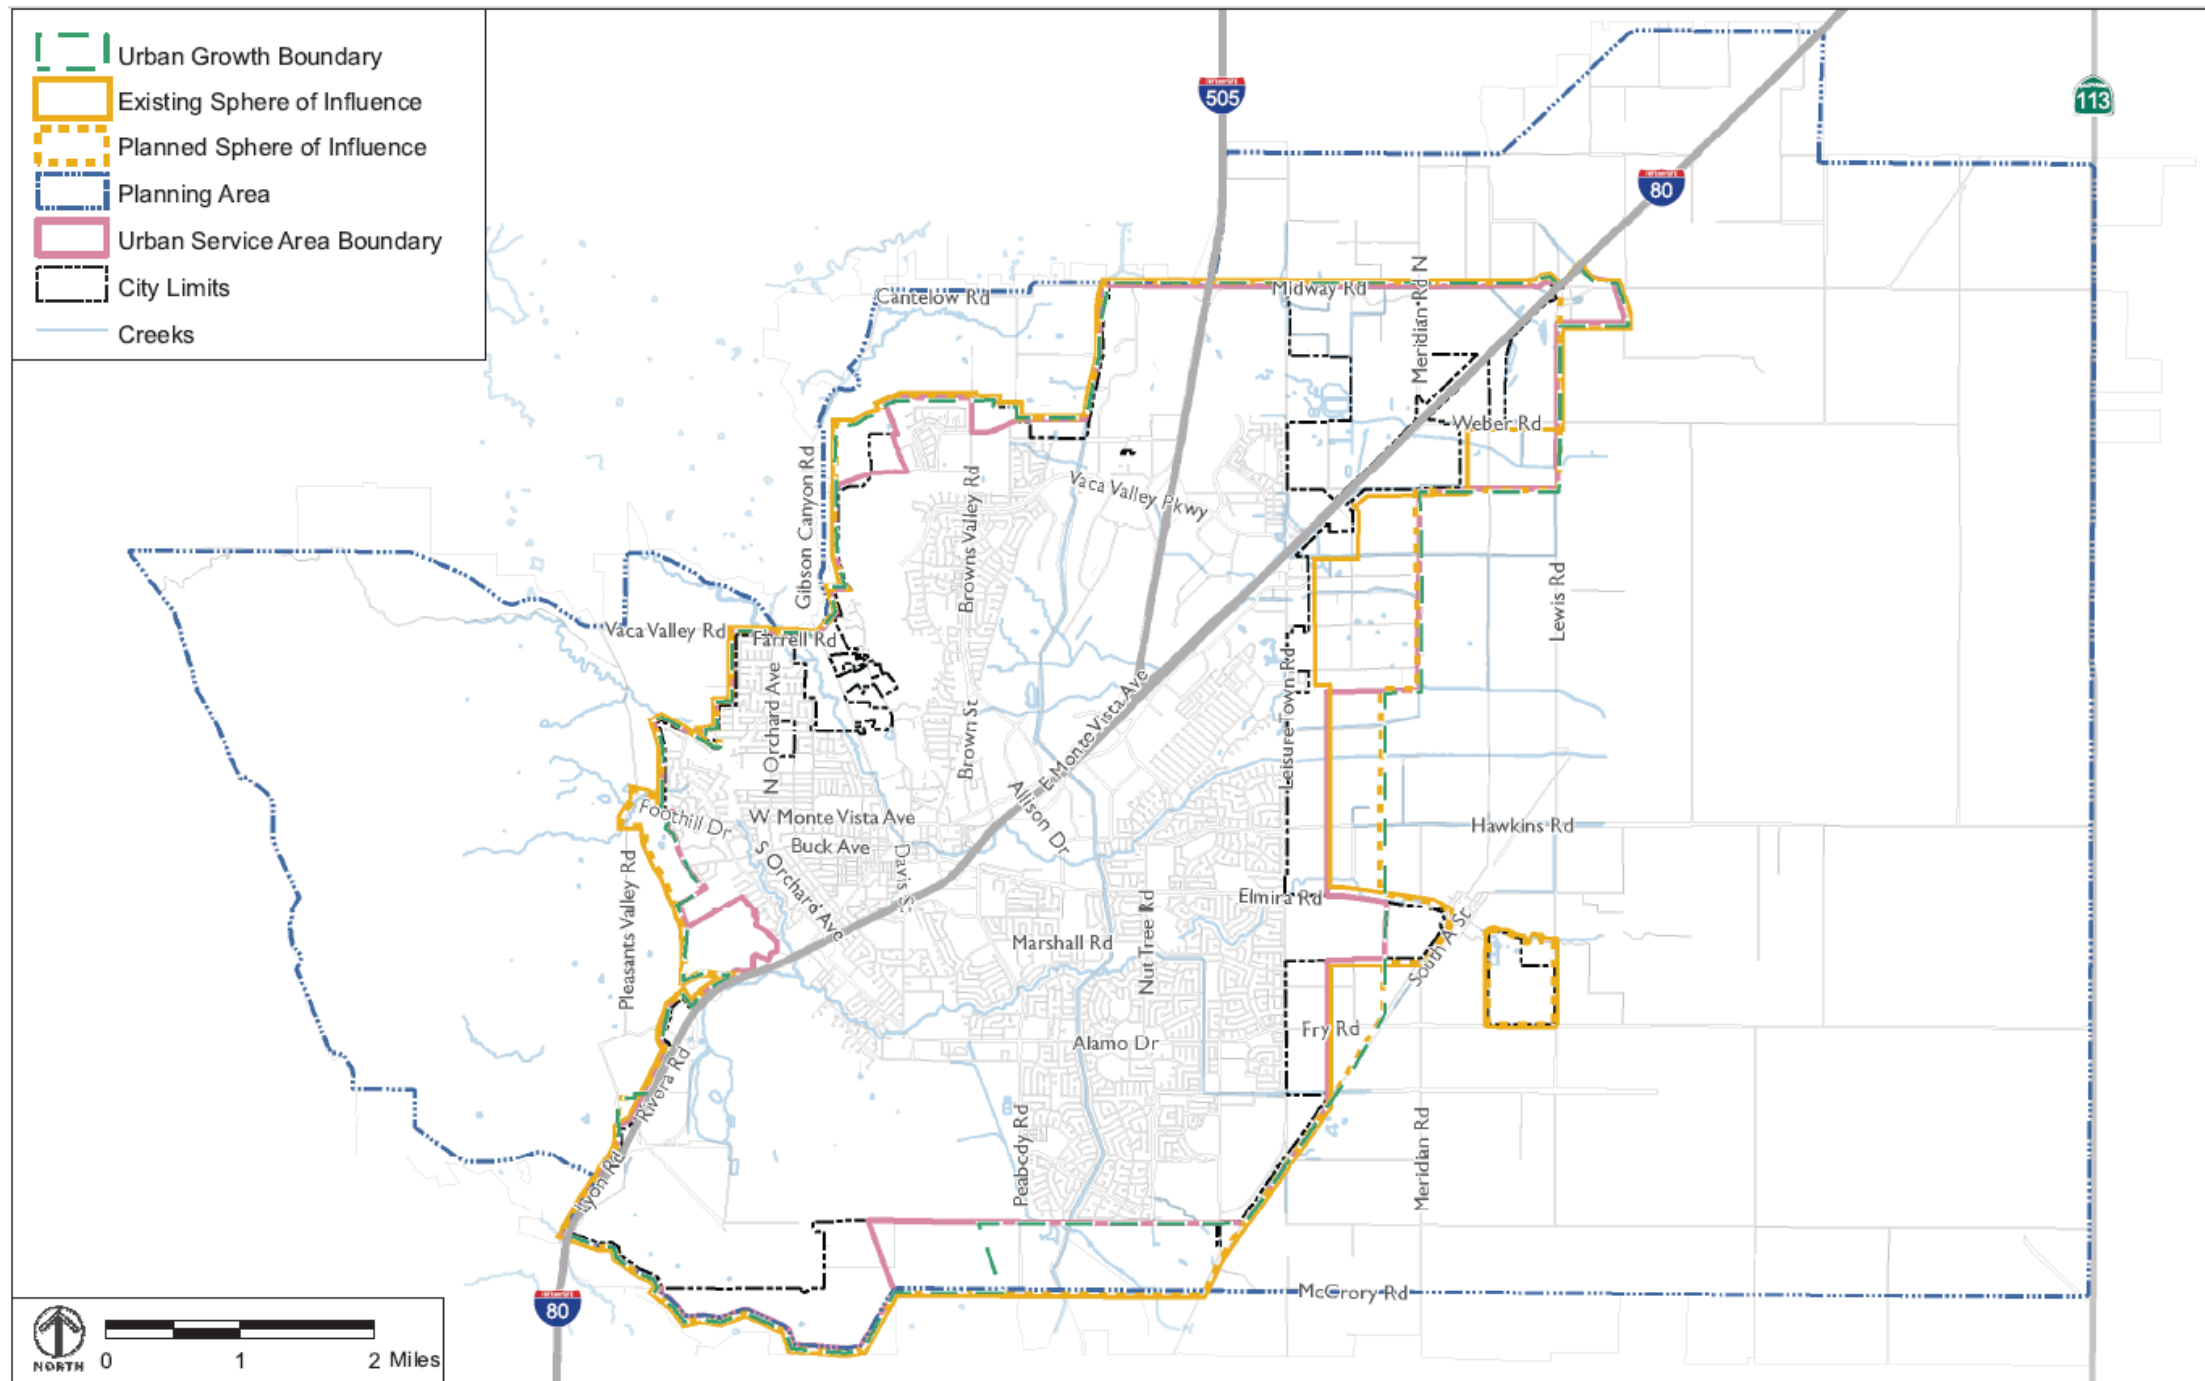 Urban Growth Boundary
Existing Sphere of Influence
Planned Sphere of Influence
Planning Area
Urban Service Area Boundary
City Limits
Creeks
505
113
80
Cantelow Rd
Midway Rd
Meridian Rd N
Weber Rd
Gibson Canyon Rd
Browns Valley Rd
Vaca Valley Pkwy
Vaca Valley Rd
Farrell Rd
Lewis Rd
N Orchard Ave
Brown St
E Monte Vista Ave
Leisure Town Rd
Foothill Dr
W Monte Vista Ave
Buck Ave
Allison Dr
Hawkins Rd
S Orchard Ave
Davis St
Pleasants Valley Rd
Elmira Rd
Marshall Rd
Nut Tree Rd
South A St
Fry Rd
Alamo Dr
Rivera Rd
Peabody Rd
Meridian Rd
Lyon Rd
McCrory Rd
80
NORTH
0 1 2 Miles